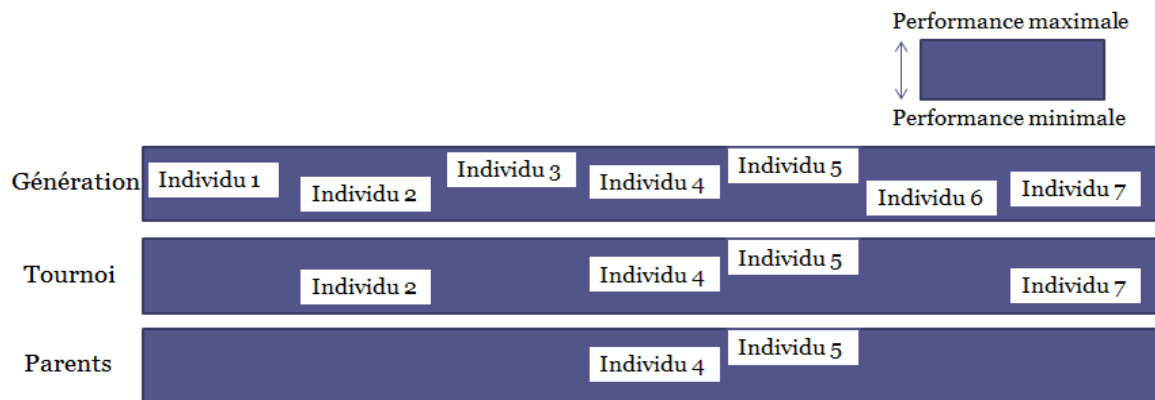 Performance maximale
Performance minimale
Génération
Individu 1
Individu 2
Individu 3
Individu 4
Individu 5
Individu 6
Individu 7
Tournoi
Individu 2
Individu 4
Individu 5
Individu 7
Parents
Individu 4
Individu 5